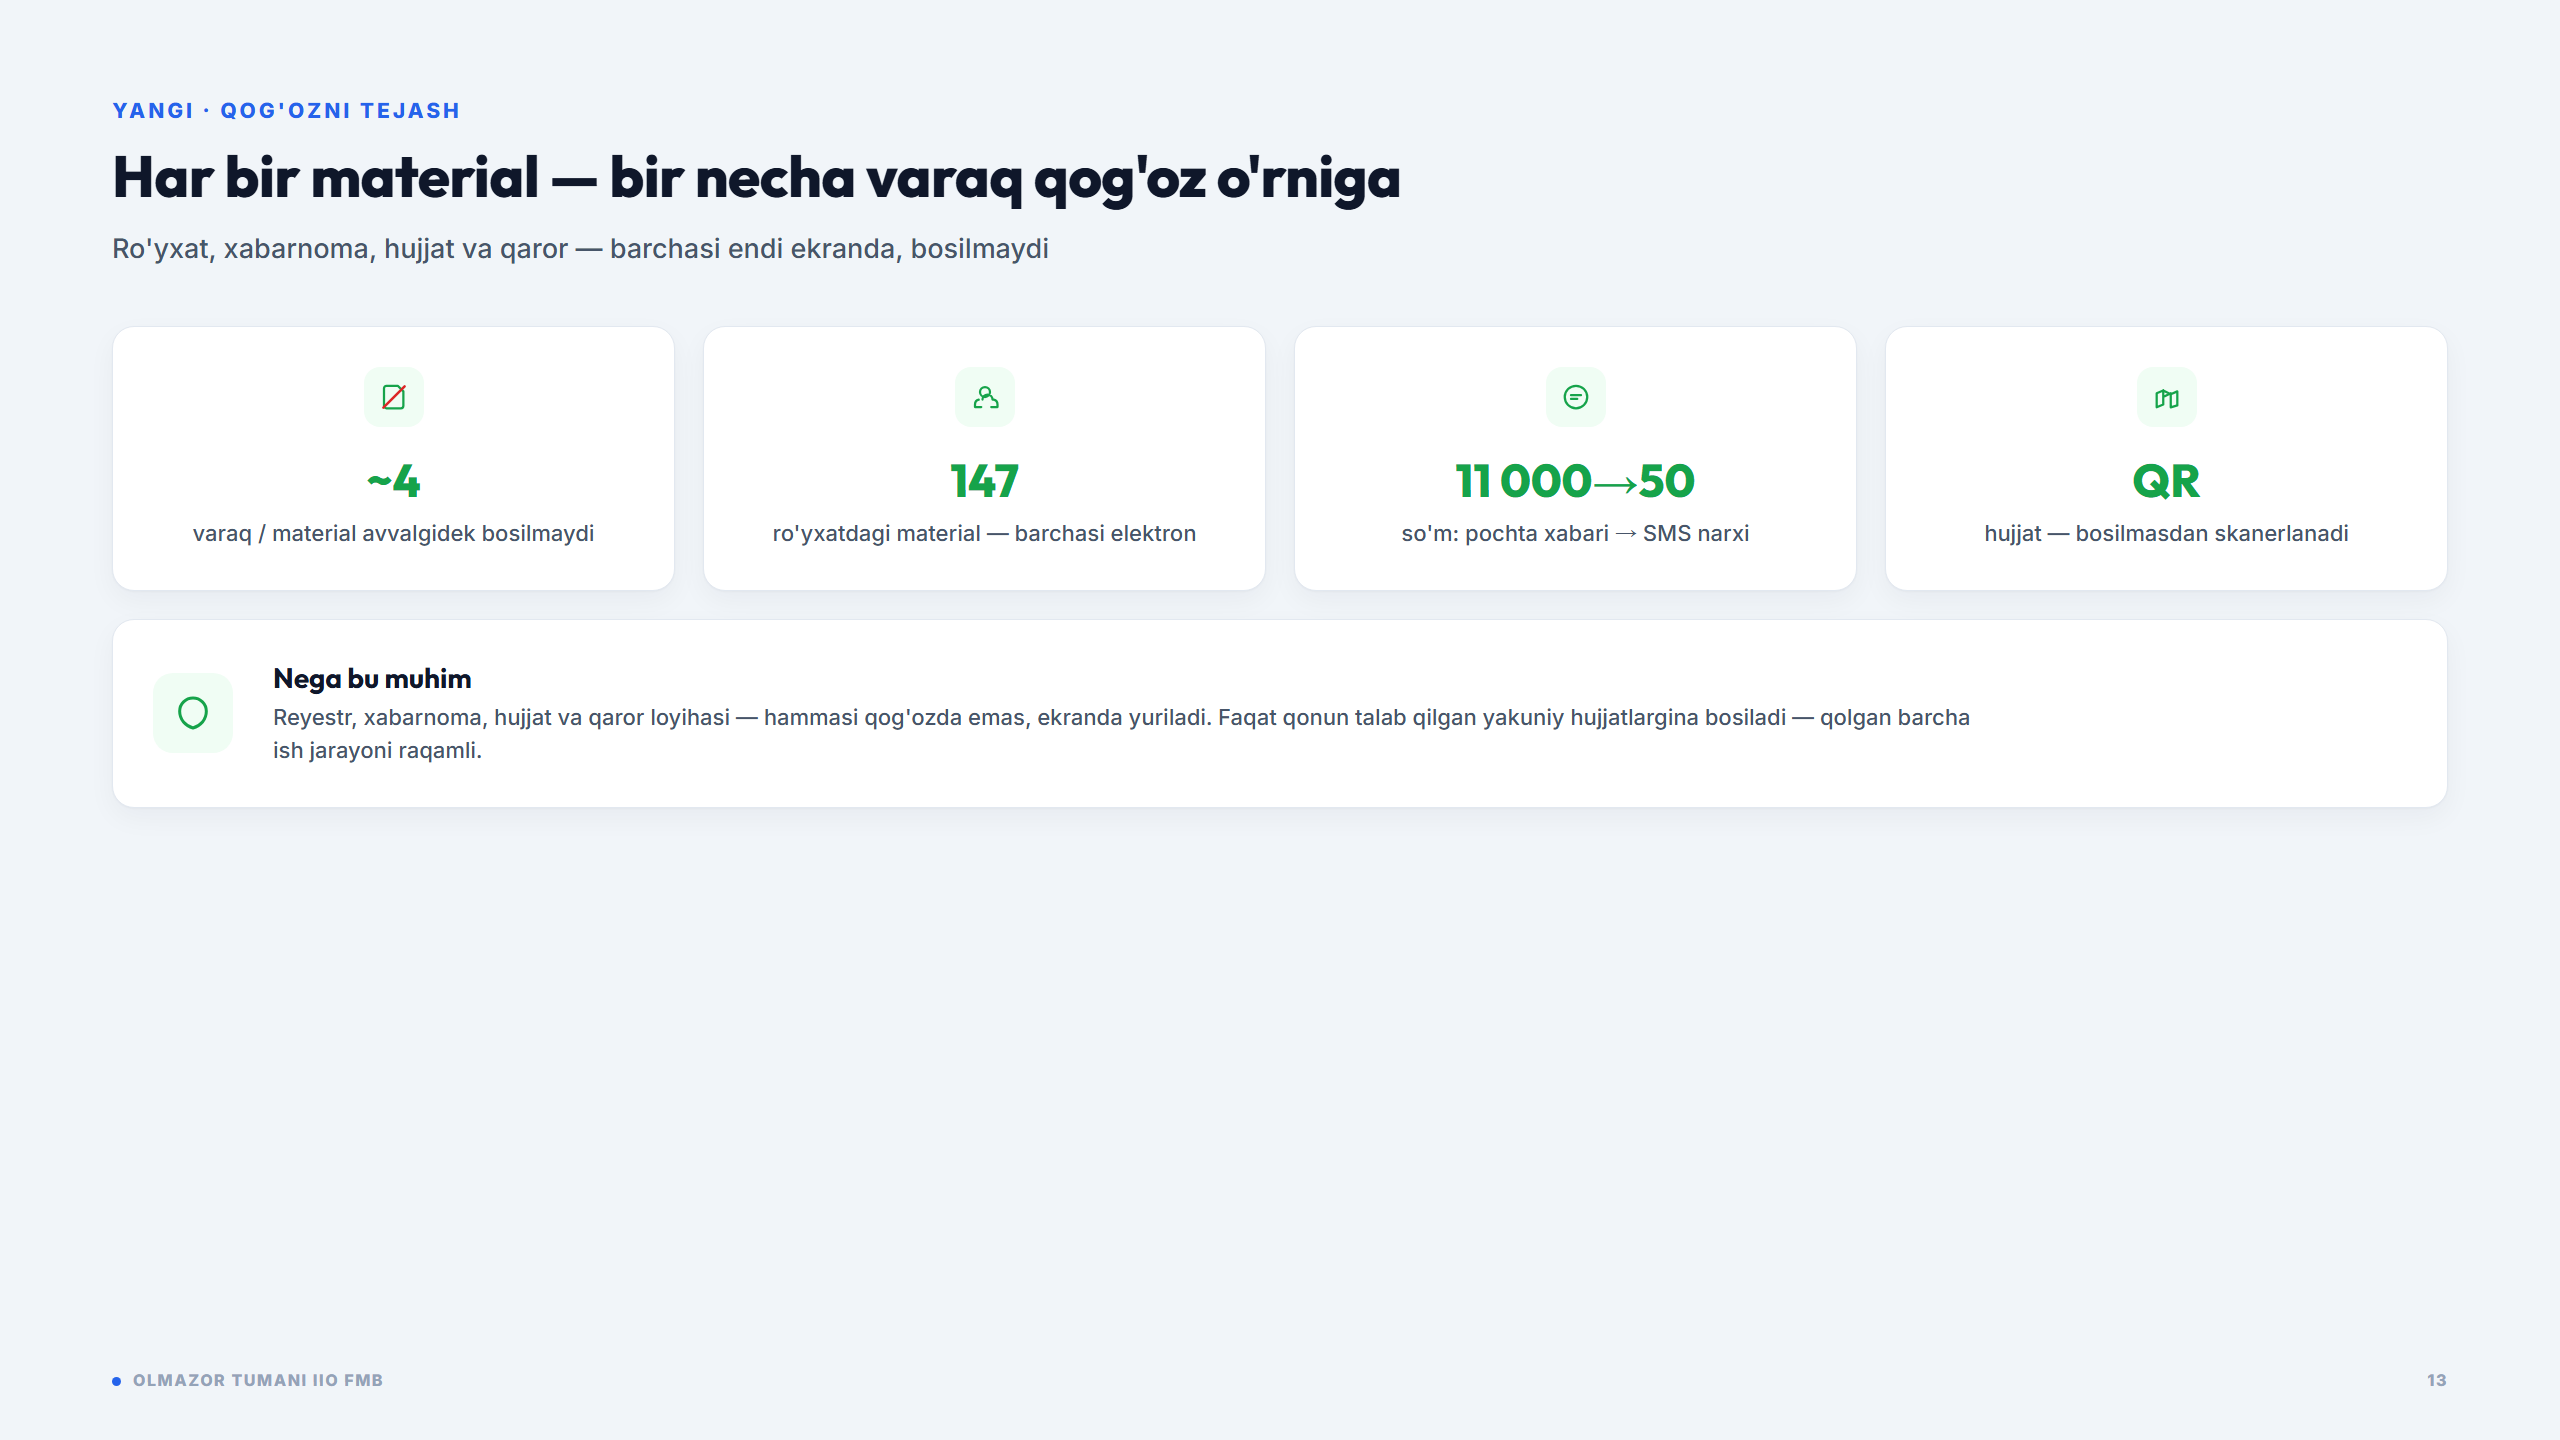 YANGI · QOG'OZNI TEJASH
Har bir material — bir necha varaq qog'oz o'rniga
Ro'yxat, xabarnoma, hujjat va qaror — barchasi endi ekranda, bosilmaydi
~4
varaq / material avvalgidek bosilmaydi
147
ro'yxatdagi material — barchasi elektron
11 000→50
so'm: pochta xabari → SMS narxi
QR
hujjat — bosilmasdan skanerlanadi
Nega bu muhim
Reyestr, xabarnoma, hujjat va qaror loyihasi — hammasi qog'ozda emas, ekranda yuriladi. Faqat qonun talab qilgan yakuniy hujjatlargina bosiladi — qolgan barcha
ish jarayoni raqamli.
OLMAZOR TUMANI IIO FMB
13